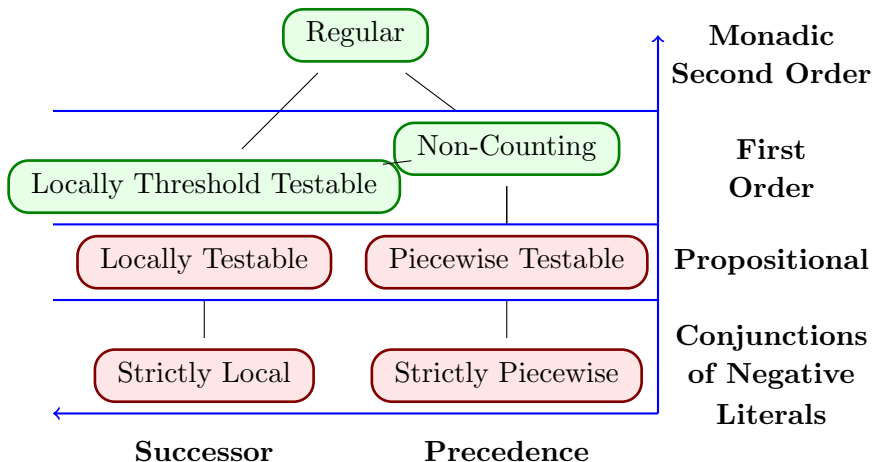 Regular
Monadic
Second Order
Non-Counting
First
Order
Locally Threshold Testable
Locally Testable
Piecewise Testable
Propositional
Strictly Local
Strictly Piecewise
Conjunctions
of Negative
Literals
Successor
Precedence